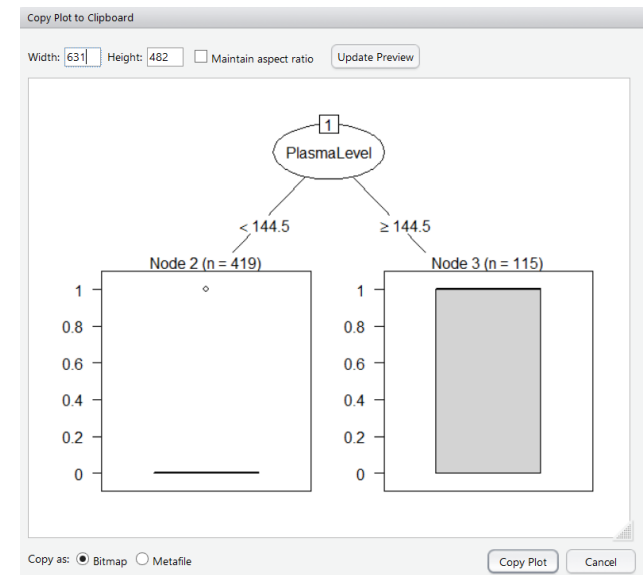 Copy Plot to Clipboard
Width: 631 Height: 482 Maintain aspect ratio Update Preview
1
PlasmaLevel
< 144.5 ≥ 144.5
Node 2 (n = 419) Node 3 (n = 115)
1 1
0.8 0.8
0.6 0.6
0.4 0.4
0.2 0.2
0 0
Copy as: Bitmap Metafile Copy Plot Cancel